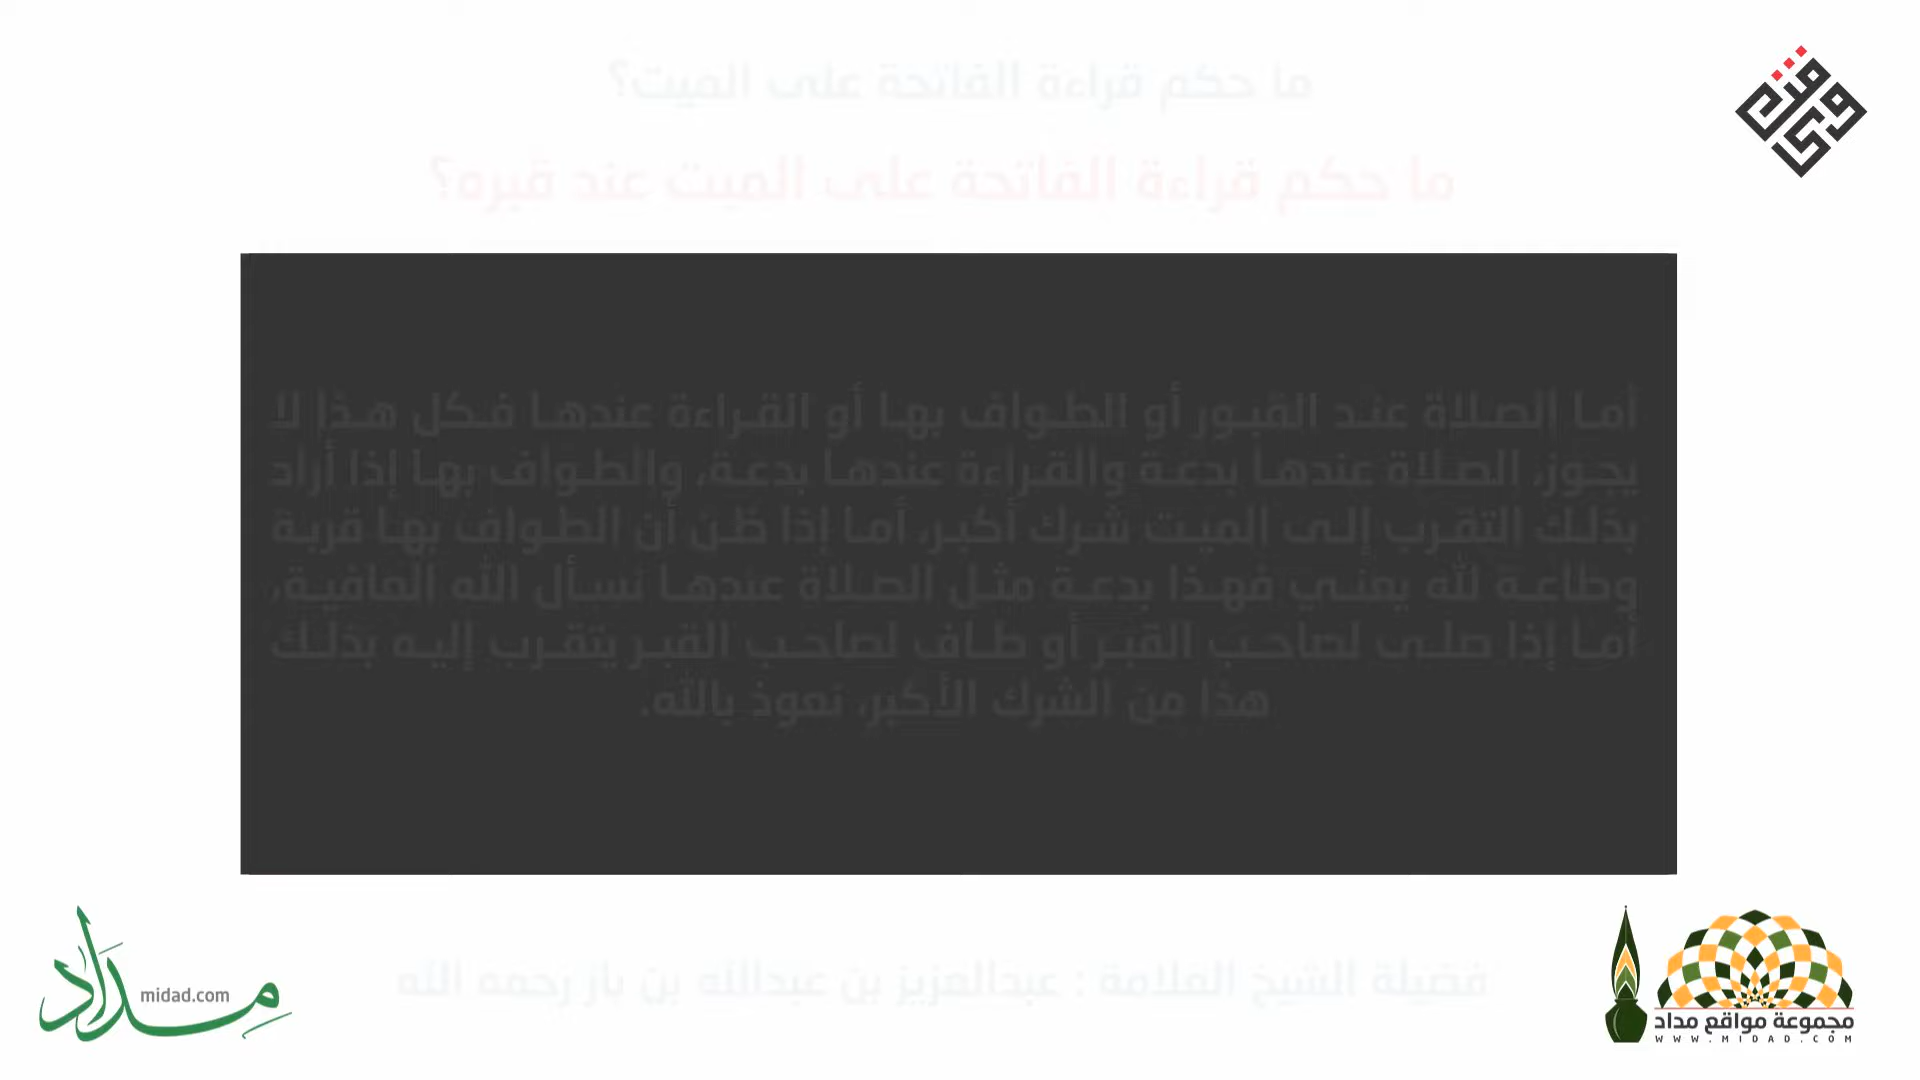 ما حكم قراءة الفاتحة على الميت؟
ما حكم قراءة الفاتحة على الميت عند قبره؟
أما الصلاة عند القبور أو الطواف بها أو القراءة عندها فكل هذا لا
يجوز، الصلاة عندها بدعة والقراءة عندها بدعة، والطواف بها إذا أراد
بذلك التقرب إلى الميت شرك أكبر، أما إذا ظن أن الطواف بها قربة
وطاعة لله يعني فهذا بدعة مثل الصلاة عندها نسأل الله العافية،
أما إذا صلى لصاحب القبر أو طاف لصاحب القبر يتقرب إليه بذلك
هذا من الشرك الأكبر، نعوذ بالله.
فضيلة الشيخ العلامة : عبدالعزيز بن عبدالله بن باز رحمه الله
مداد
midad.com
مجموعة مواقع مداد
WWW.MIDAD.COM